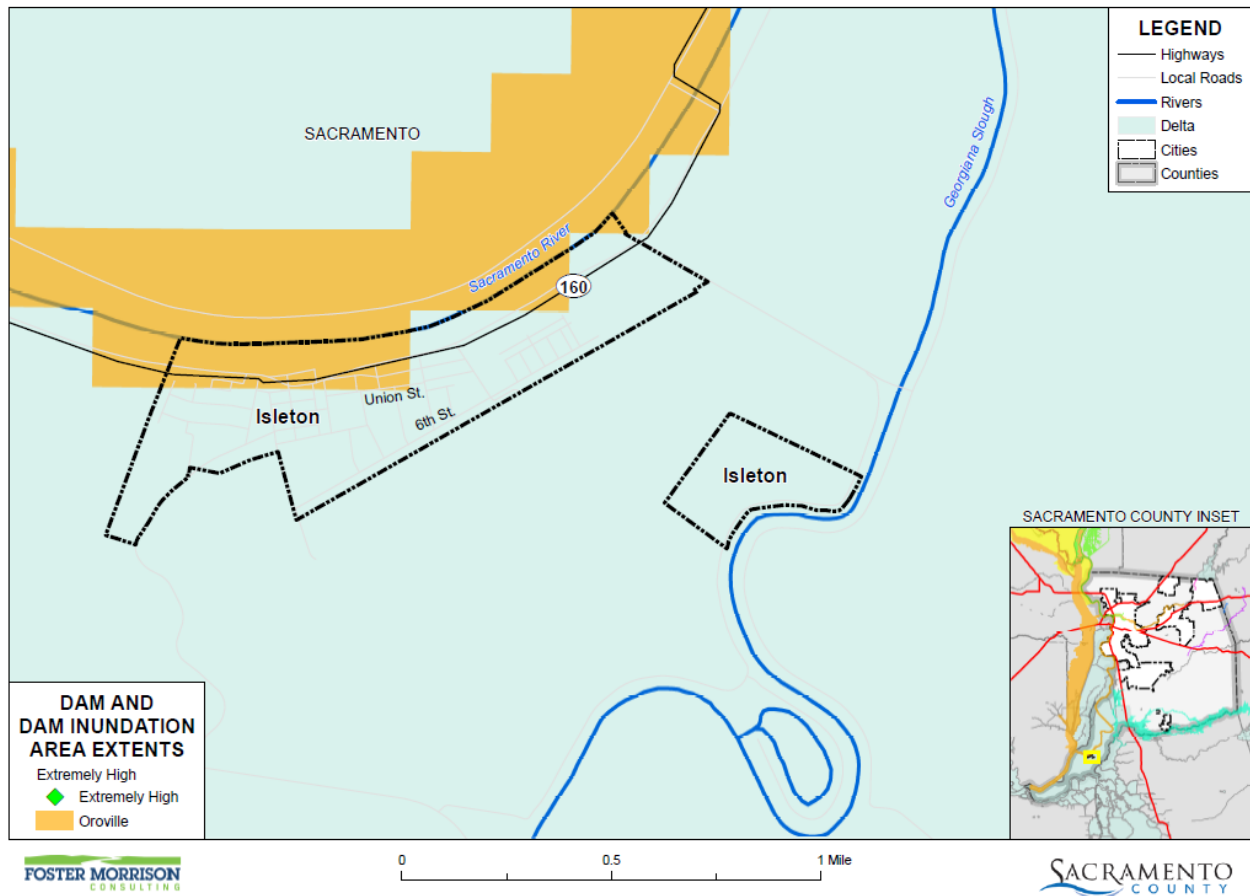 LEGEND
Highways
Local Roads
Rivers
Delta
Cities
Counties
SACRAMENTO
Georgiana Slough
Sacramento River
160
Union St.
Isleton
6th St.
Isleton
SACRAMENTO COUNTY INSET
DAM AND
DAM INUNDATION
AREA EXTENTS
Extremely High
Extremely High
Oroville
FOSTER MORRISON
CONSULTING
0
0.5
1 Mile
SACRAMENTO
COUNTY